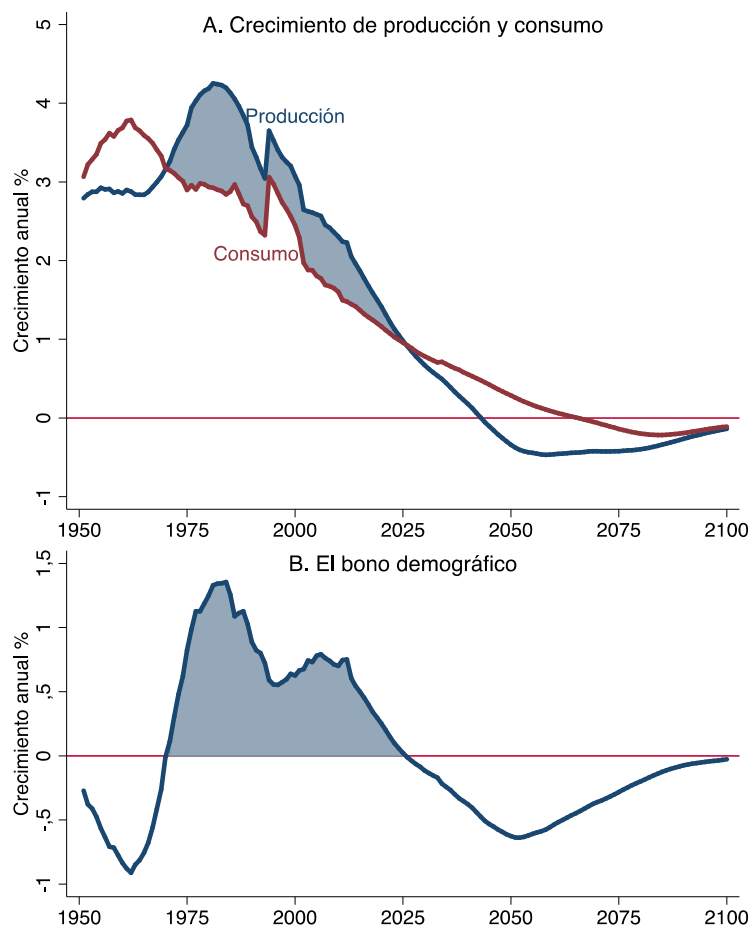 A. Crecimiento de producción y consumo
Crecimiento anual %
5
4
3
2
1
0
-1
Producción
Consumo
1950 1975 2000 2025 2050 2075 2100
B. El bono demográfico
Crecimiento anual %
1.5
1
,5
0
-,5
-1
1950 1975 2000 2025 2050 2075 2100